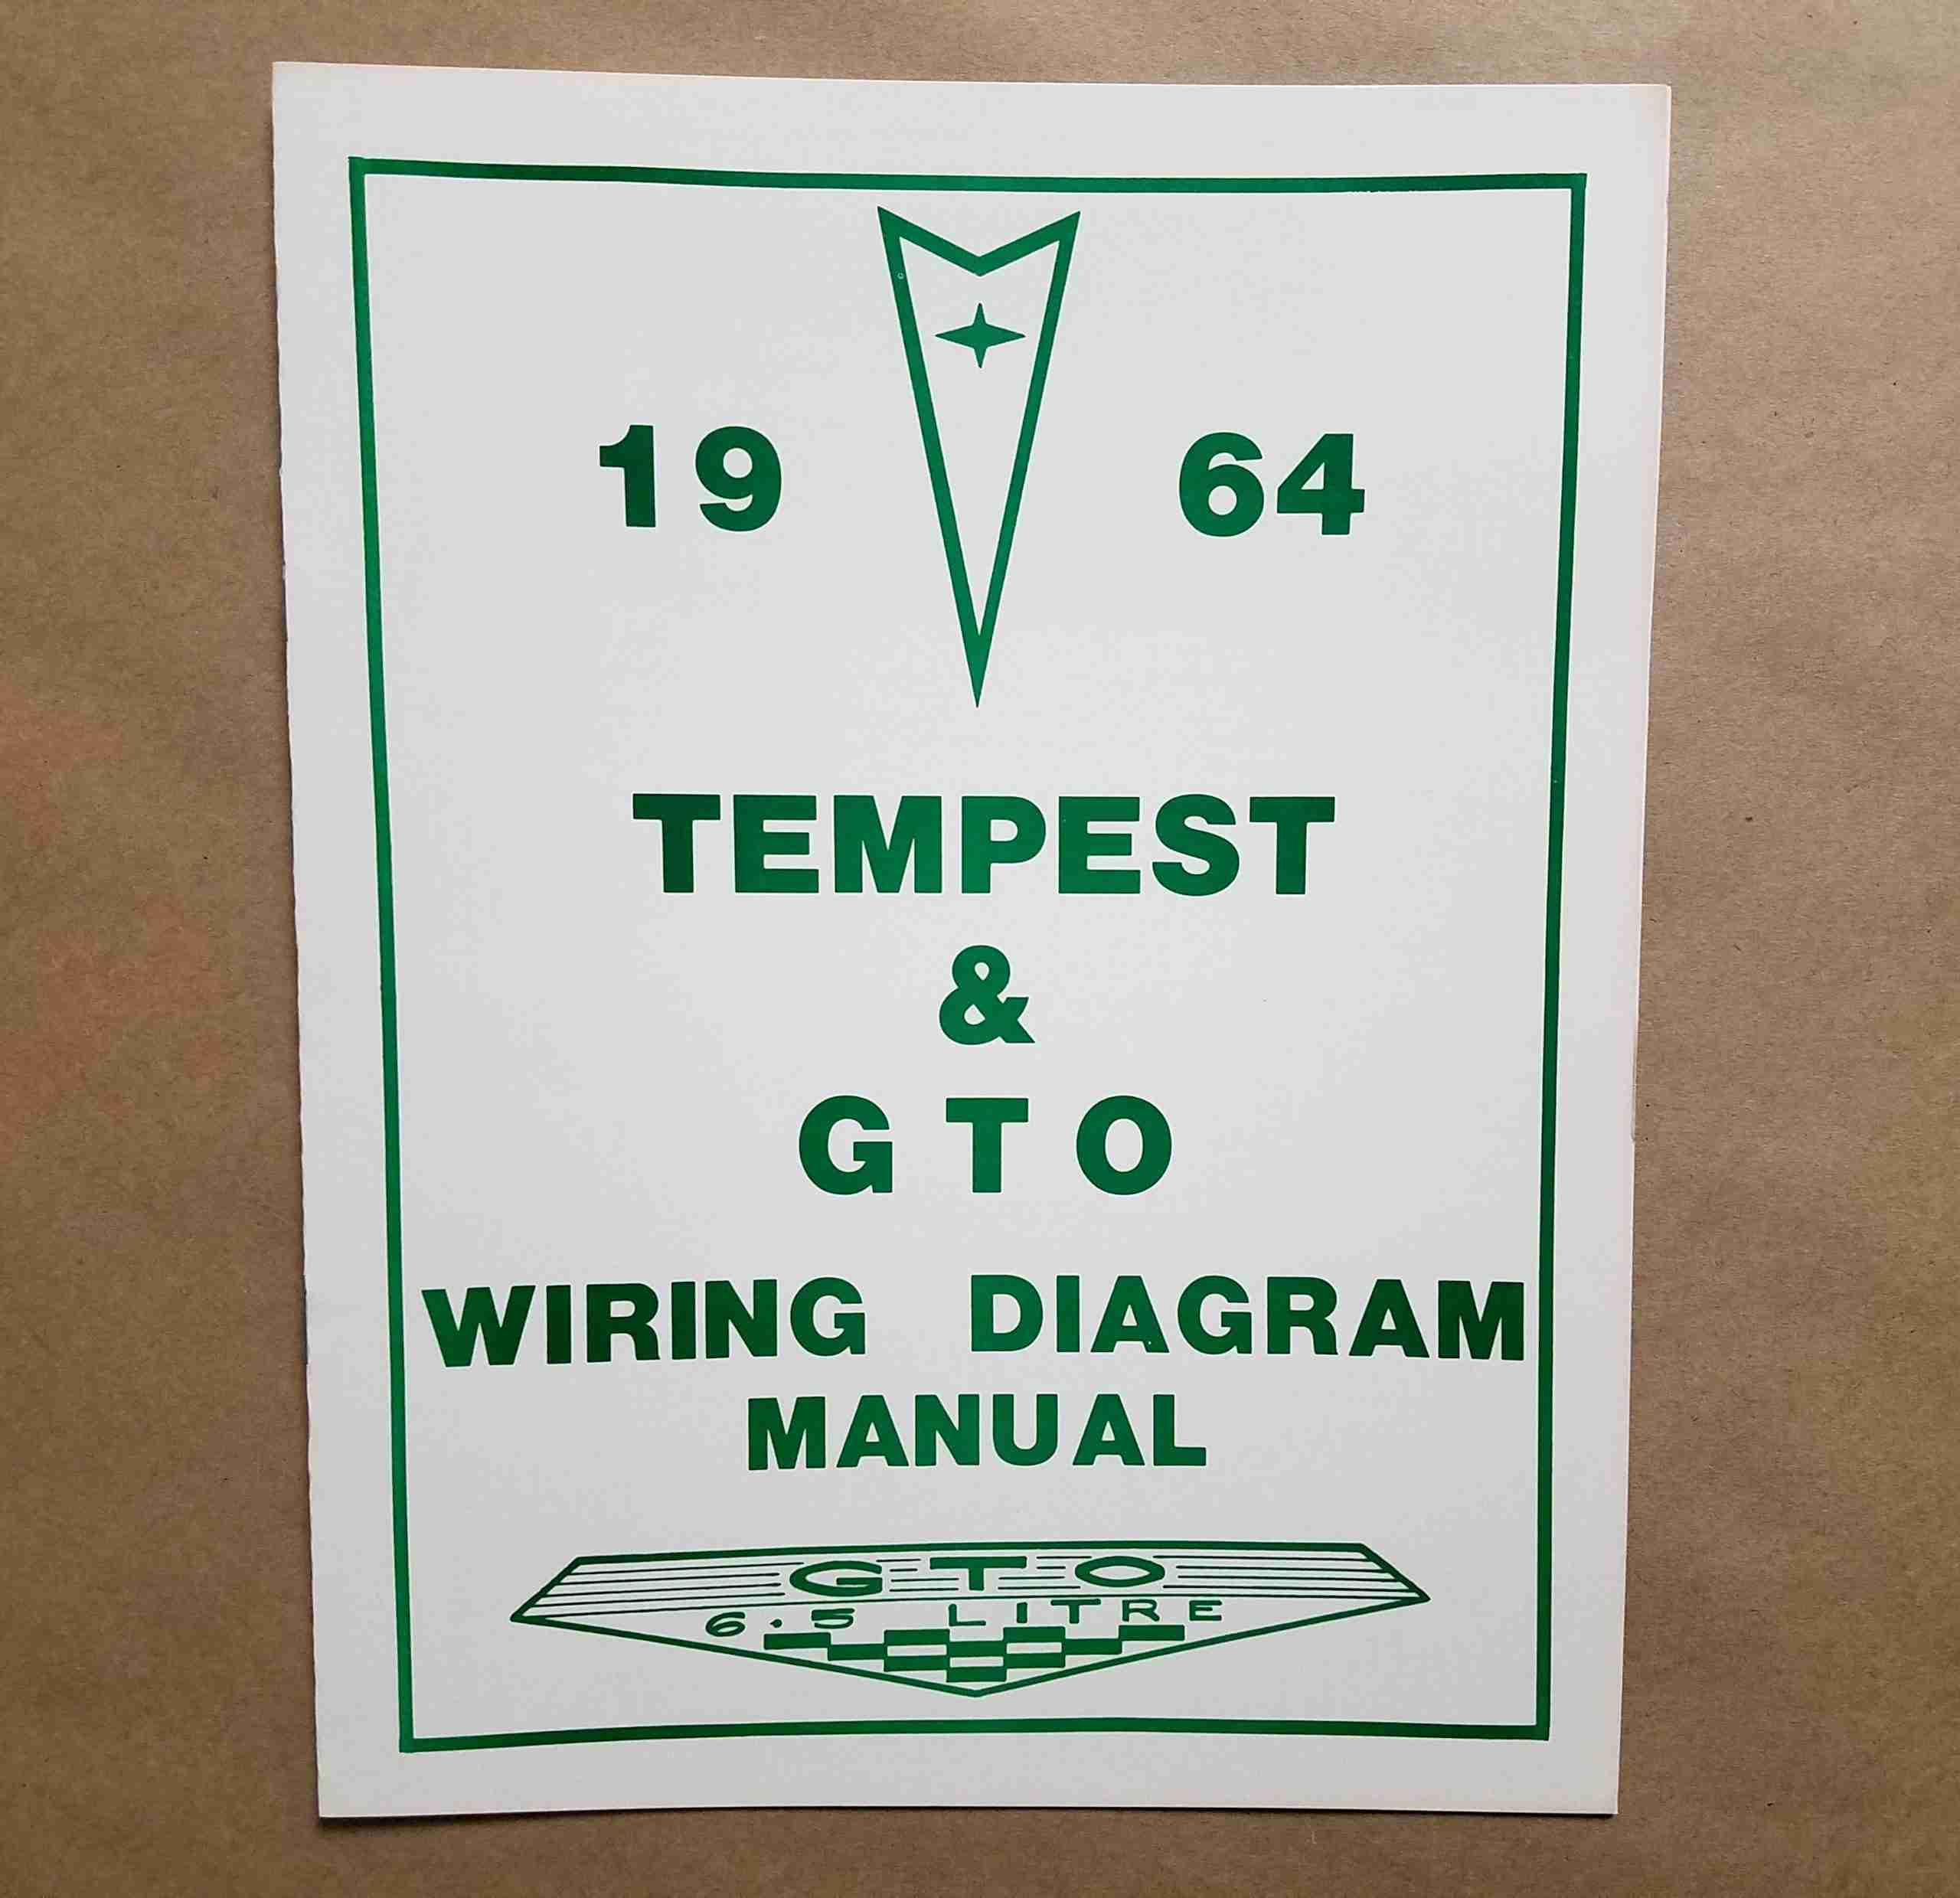 19 64
TEMPEST
&
GTO
WIRING DIAGRAM
MANUAL
GTO
6.5 LITRE